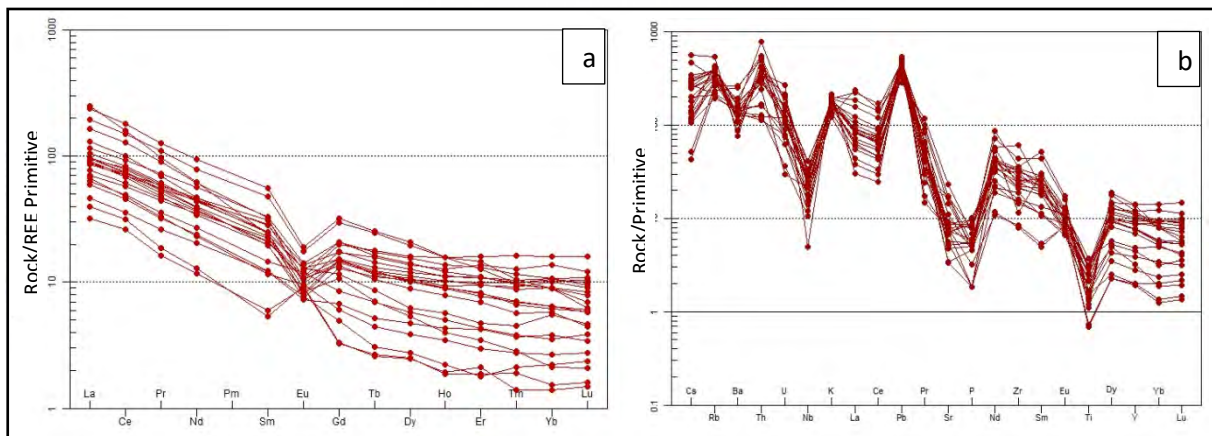 1000
100
10
1
Rock/REE Primitive
a
La Pr Pm Eu Tb Ho Tm Lu
Ce Nd Sm Gd Dy Er Yb
1000
100
10
1
0.1
Rock/Primitive
b
Cs Ba U K Ce Pr P Zr Eu Dy Yb
Rb Th Nb La Pb Sr Nd Sm Ti Y Lu